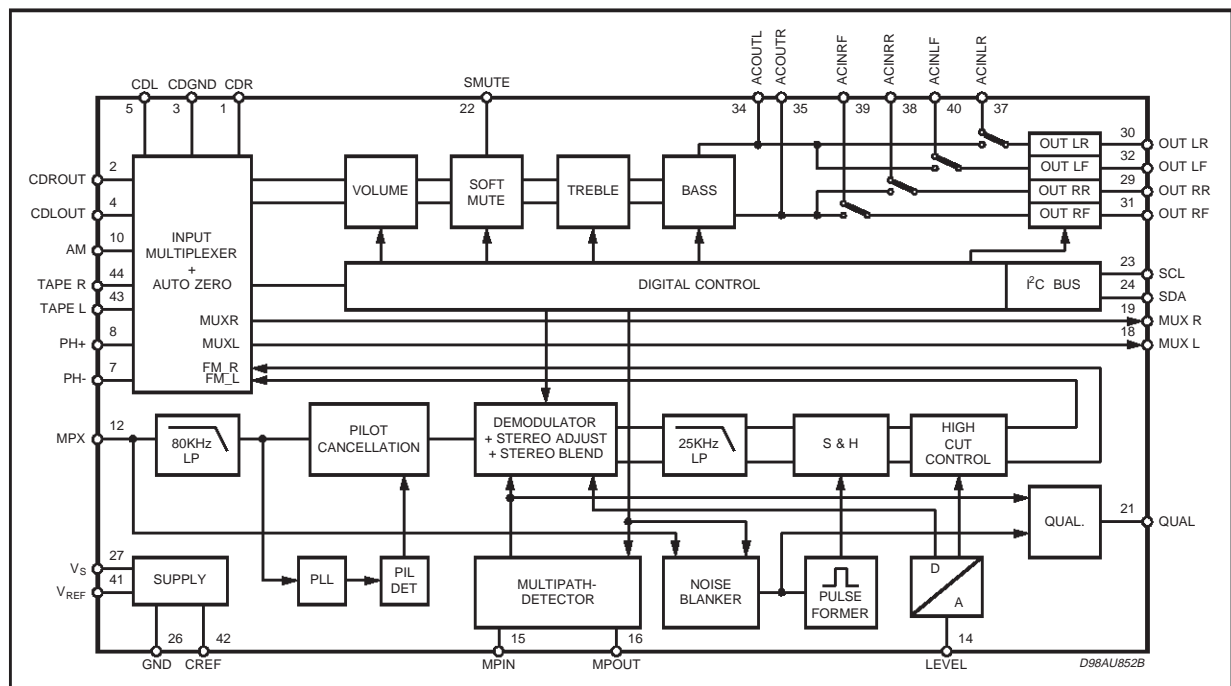 ACOUTL
ACOUTR
ACINRF
ACINRR
ACINLF
ACINLR
CDL
CDGND
CDR
SMUTE
5
3
1
22
34
35
39
38
40
37
30
OUT LR
OUT LR
32
OUT LF
OUT LF
29
OUT RR
OUT RR
31
OUT RF
OUT RF
2
CDROUT
4
CDLOUT
10
AM
44
TAPE R
43
TAPE L
8
PH+
7
PH-
INPUT
MULTIPLEXER
+
AUTO ZERO
MUXR
MUXL
FM_R
FM_L
VOLUME
SOFT
MUTE
TREBLE
BASS
DIGITAL CONTROL
I2C BUS
23
SCL
24
SDA
19
MUX R
18
MUX L
12
MPX
80KHz
LP
PILOT
CANCELLATION
DEMODULATOR
+ STEREO ADJUST
+ STEREO BLEND
25KHz
LP
S & H
HIGH
CUT
CONTROL
QUAL.
21
QUAL
27
VS
41
VREF
SUPPLY
PLL
PIL
DET
MULTIPATH-
DETECTOR
NOISE
BLANKER
PULSE
FORMER
D
A
26
42
15
16
14
GND
CREF
MPIN
MPOUT
LEVEL
D98AU852B